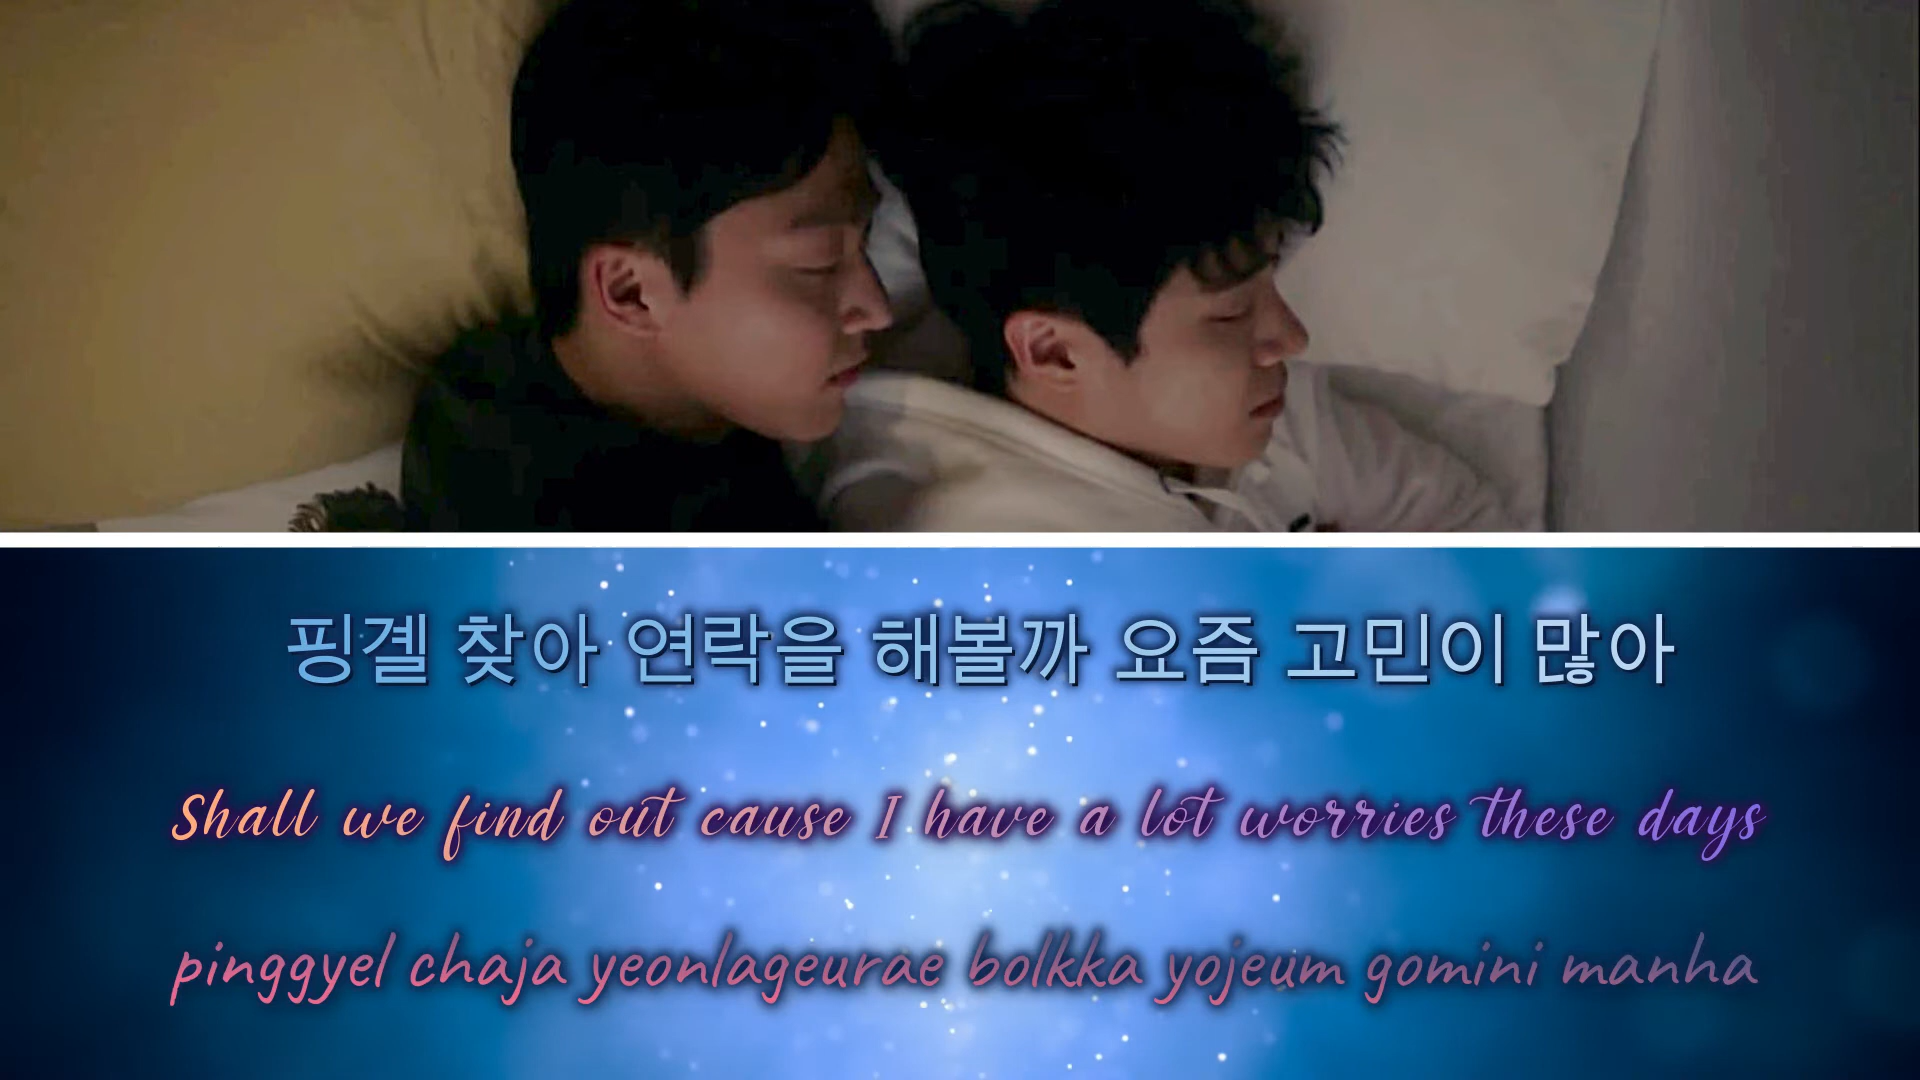 핑곌 찾아 연락을 해볼까 요즘 고민이 많아
Shall we find out cause I have a lot worries these days
pinggyel chaja yeonlageurae bolkka yojeum gomini manha